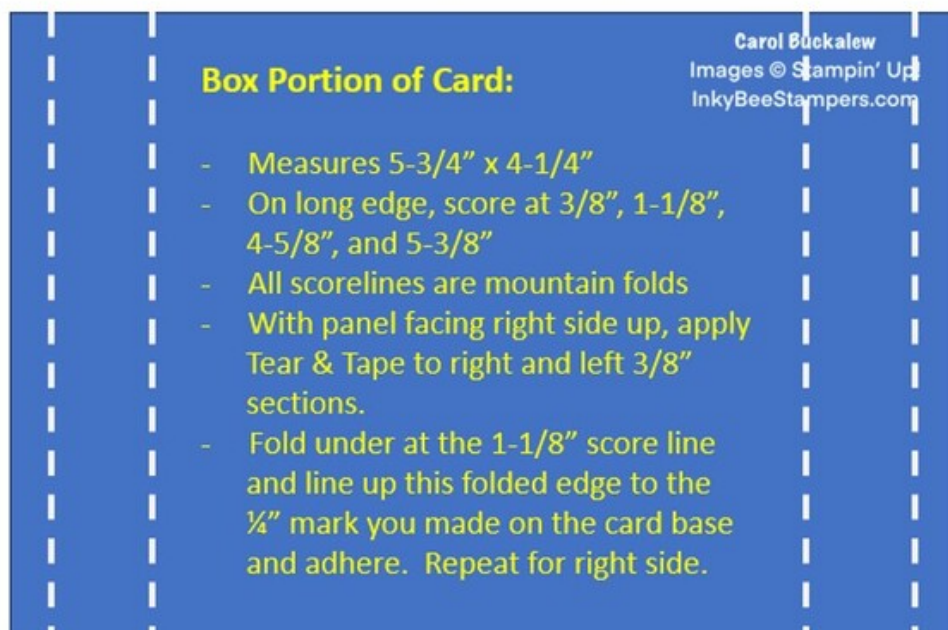 Carol Buckalew
Images © Stampin' Up!
InkyBeeStampers.com
Box Portion of Card:
- Measures 5-3/4” x 4-1/4”
- On long edge, score at 3/8”, 1-1/8”,
4-5/8”, and 5-3/8”
- All scorelines are mountain folds
- With panel facing right side up, apply
Tear & Tape to right and left 3/8”
sections.
- Fold under at the 1-1/8” score line
and line up this folded edge to the
¼” mark you made on the card base
and adhere. Repeat for right side.